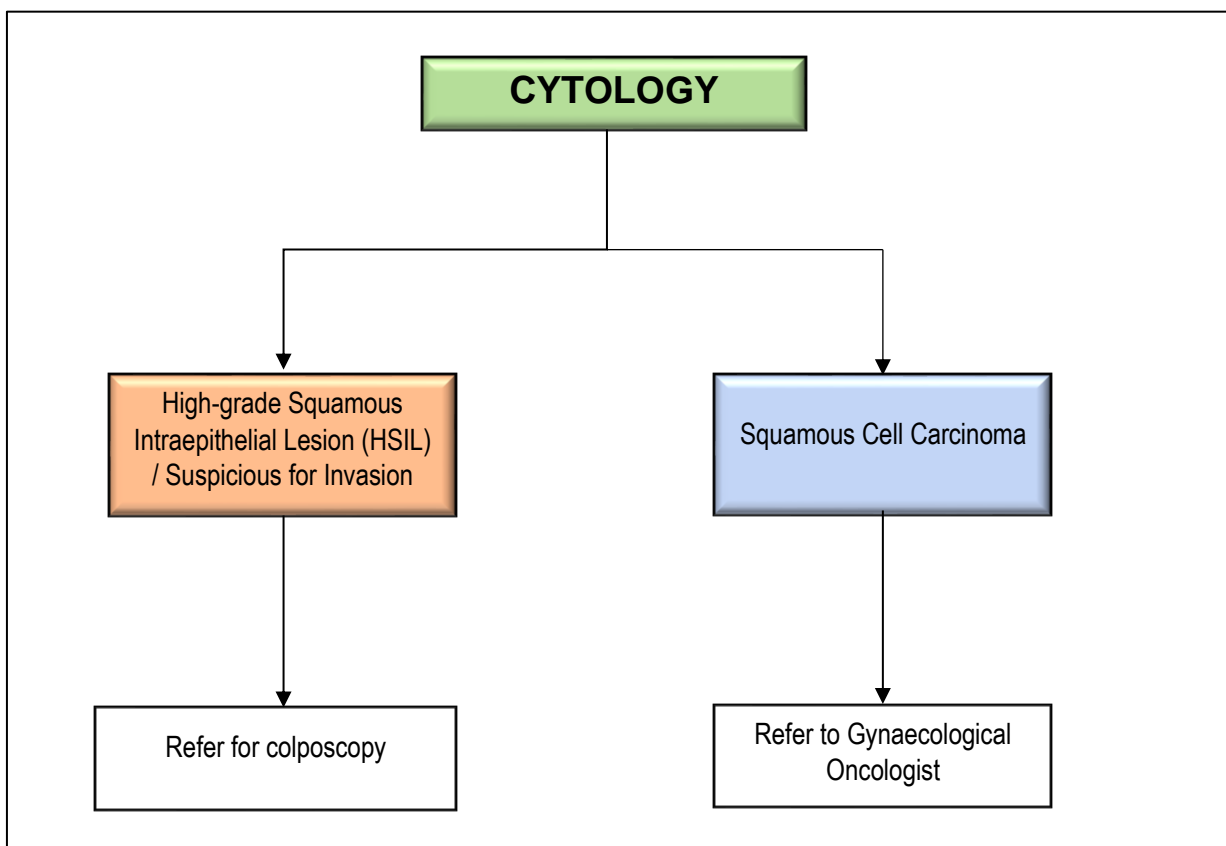 CYTOLOGY
High-grade Squamous
Intraepithelial Lesion (HSIL)
/ Suspicious for Invasion
Squamous Cell Carcinoma
Refer for colposcopy
Refer to Gynaecological
Oncologist